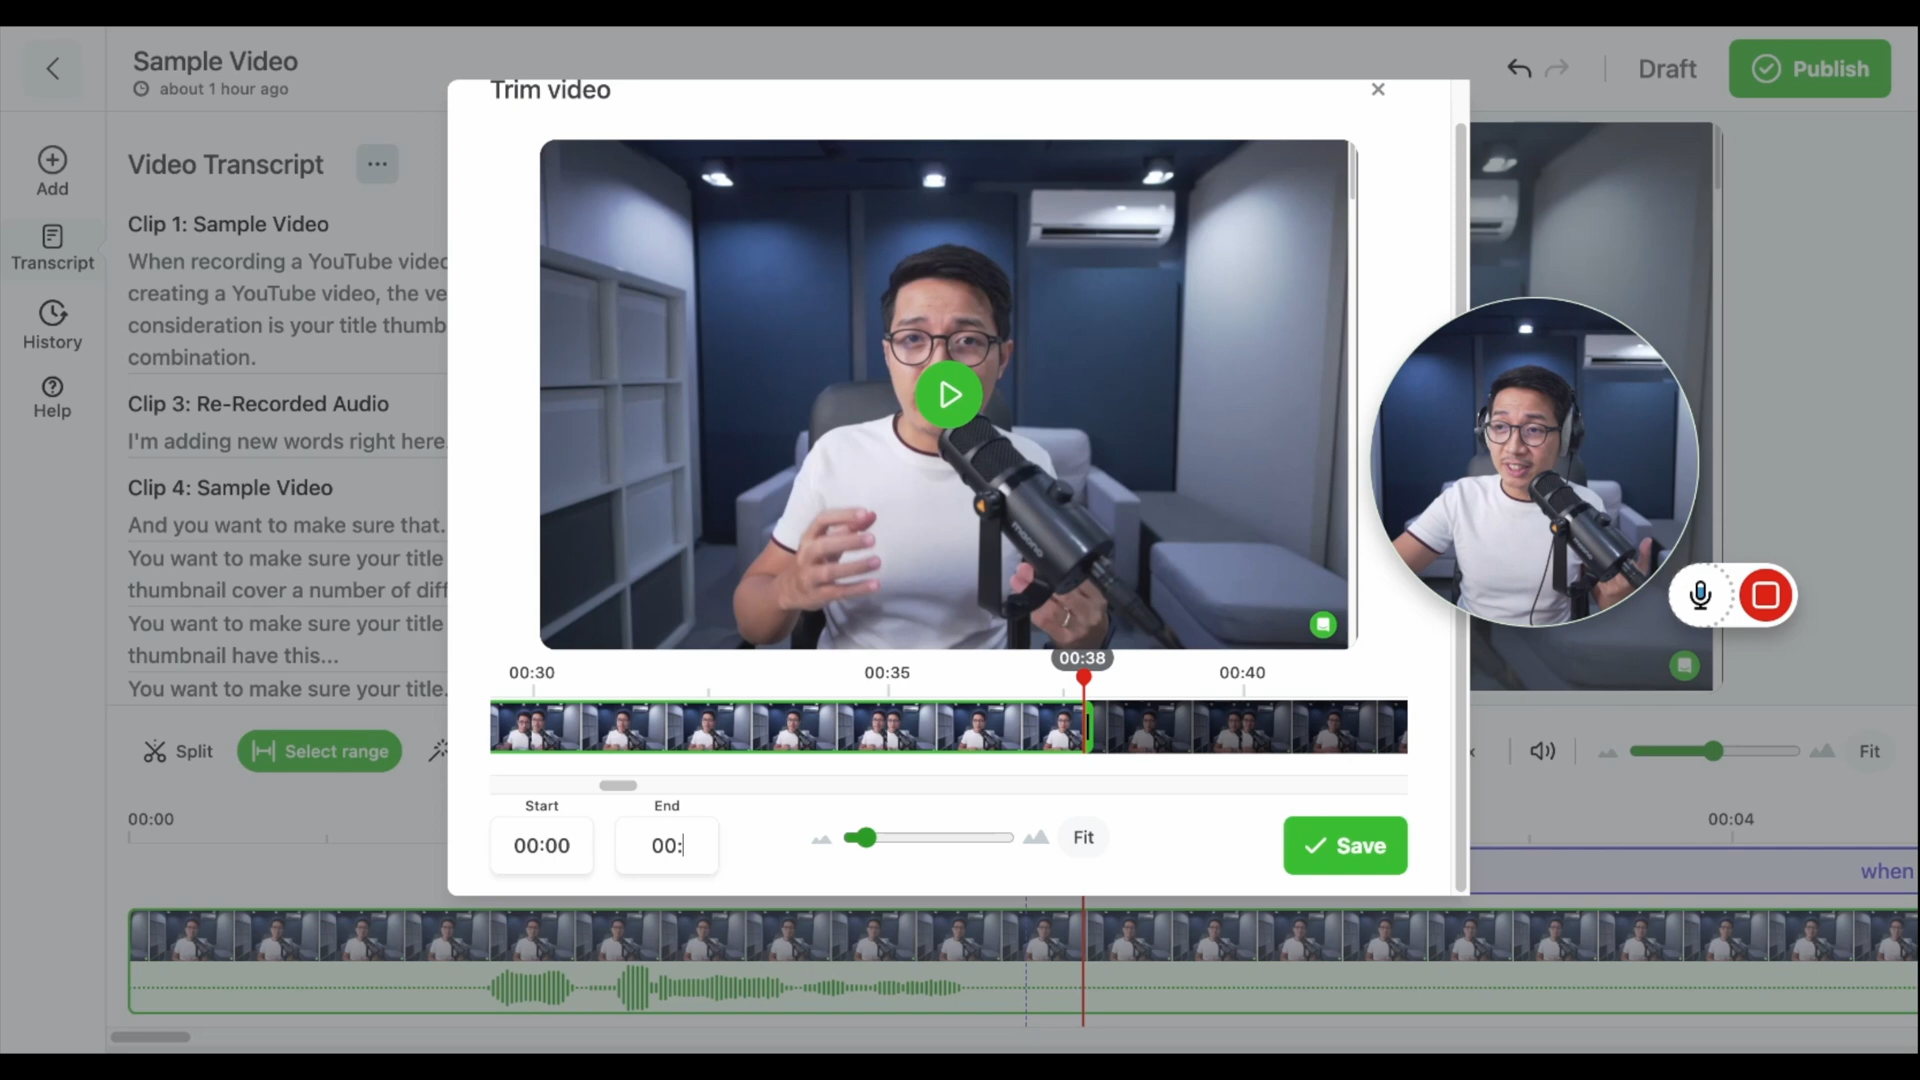 Sample Video
about 1 hour ago
Draft
Publish
Add
Transcript
History
Help
Video Transcript
Clip 1: Sample Video
When recording a YouTube video
creating a YouTube video, the ve
consideration is your title thumb
combination.
Clip 3: Re-Recorded Audio
I'm adding new words right here.
Clip 4: Sample Video
And you want to make sure that.
You want to make sure your title
thumbnail cover a number of diff
You want to make sure your title
thumbnail have this...
You want to make sure your title.
Trim video
maono
00:30
00:35
00:38
00:40
Start
End
00:00
00:
Fit
Save
Split
Select range
Fit
00:00
00:04
when